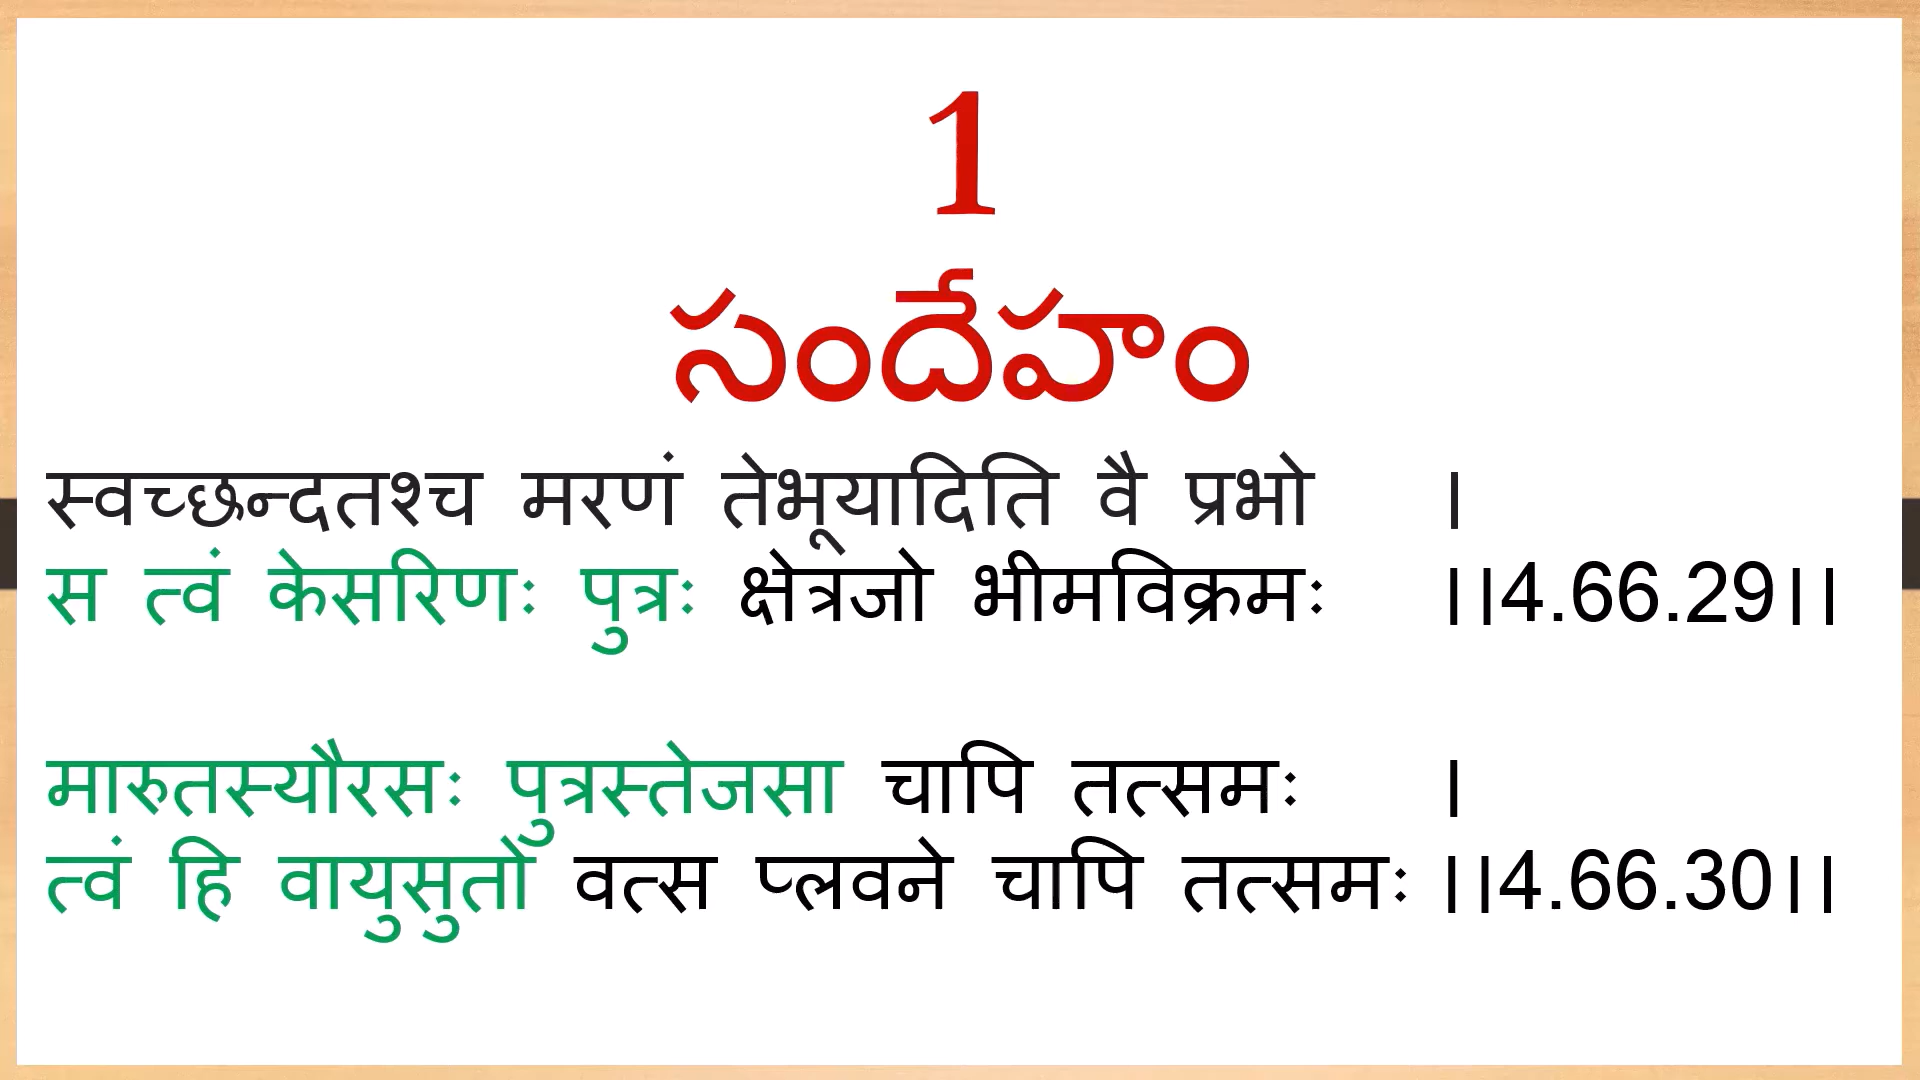 1
సందేహం
स्वच्छन्दतश्च मरणं तेभूयादिति वै प्रभो ।
स त्वं केसरिणः पुत्रः क्षेत्रजो भीमविक्रमः ।।4.66.29।।
मारुतस्यौरसः पुत्रस्तेजसा चापि तत्समः ।
त्वं हि वायुसुतो वत्स प्लवने चापि तत्समः ।।4.66.30।।